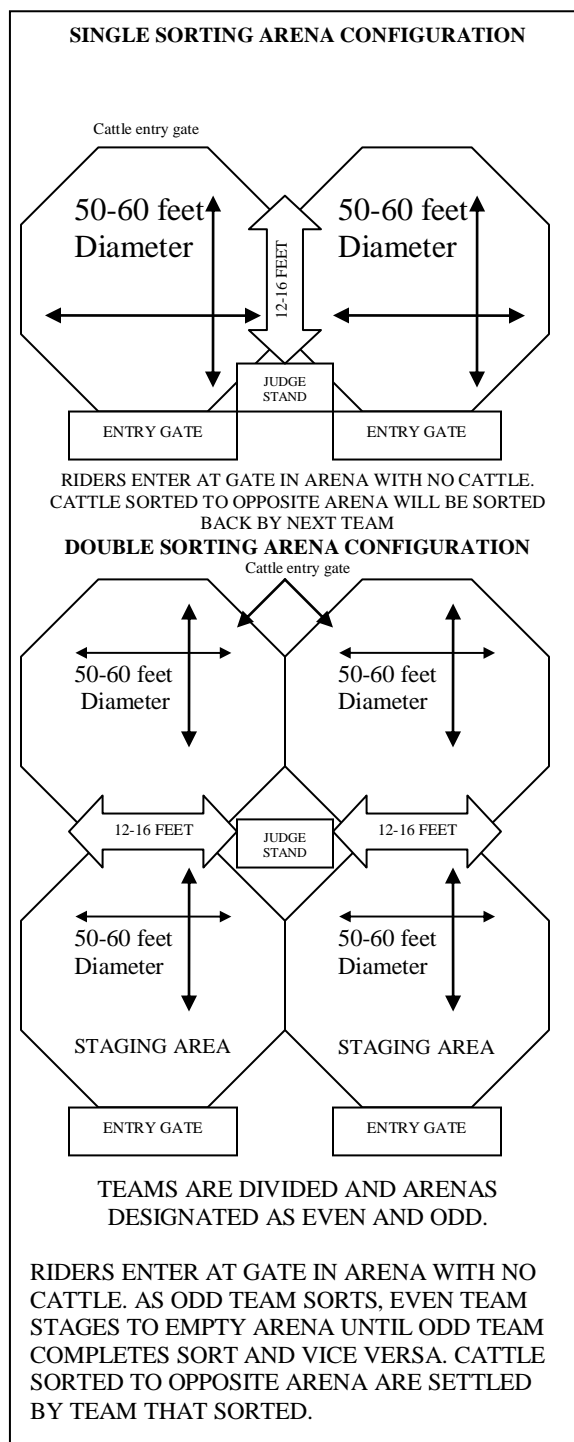 SINGLE SORTING ARENA CONFIGURATION
Cattle entry gate
50-60 feet
Diameter
50-60 feet
Diameter
12-16 FEET
JUDGE
STAND
ENTRY GATE
ENTRY GATE
RIDERS ENTER AT GATE IN ARENA WITH NO CATTLE.
CATTLE SORTED TO OPPOSITE ARENA WILL BE SORTED
BACK BY NEXT TEAM
DOUBLE SORTING ARENA CONFIGURATION
Cattle entry gate
50-60 feet
Diameter
50-60 feet
Diameter
12-16 FEET
JUDGE
STAND
12-16 FEET
50-60 feet
Diameter
50-60 feet
Diameter
STAGING AREA
STAGING AREA
ENTRY GATE
ENTRY GATE
TEAMS ARE DIVIDED AND ARENAS
DESIGNATED AS EVEN AND ODD.
RIDERS ENTER AT GATE IN ARENA WITH NO
CATTLE. AS ODD TEAM SORTS, EVEN TEAM
STAGES TO EMPTY ARENA UNTIL ODD TEAM
COMPLETES SORT AND VICE VERSA. CATTLE
SORTED TO OPPOSITE ARENA ARE SETTLED
BY TEAM THAT SORTED.